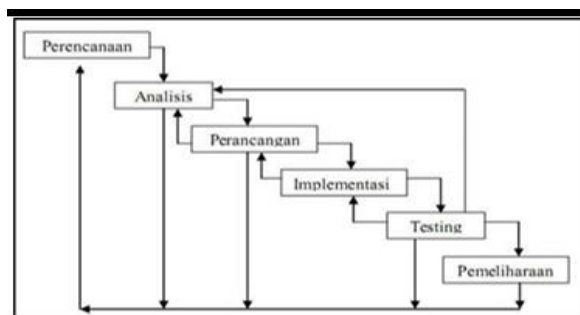 Perencanaan
Analisis
Perancangan
Implementasi
Testing
Pemeliharaan